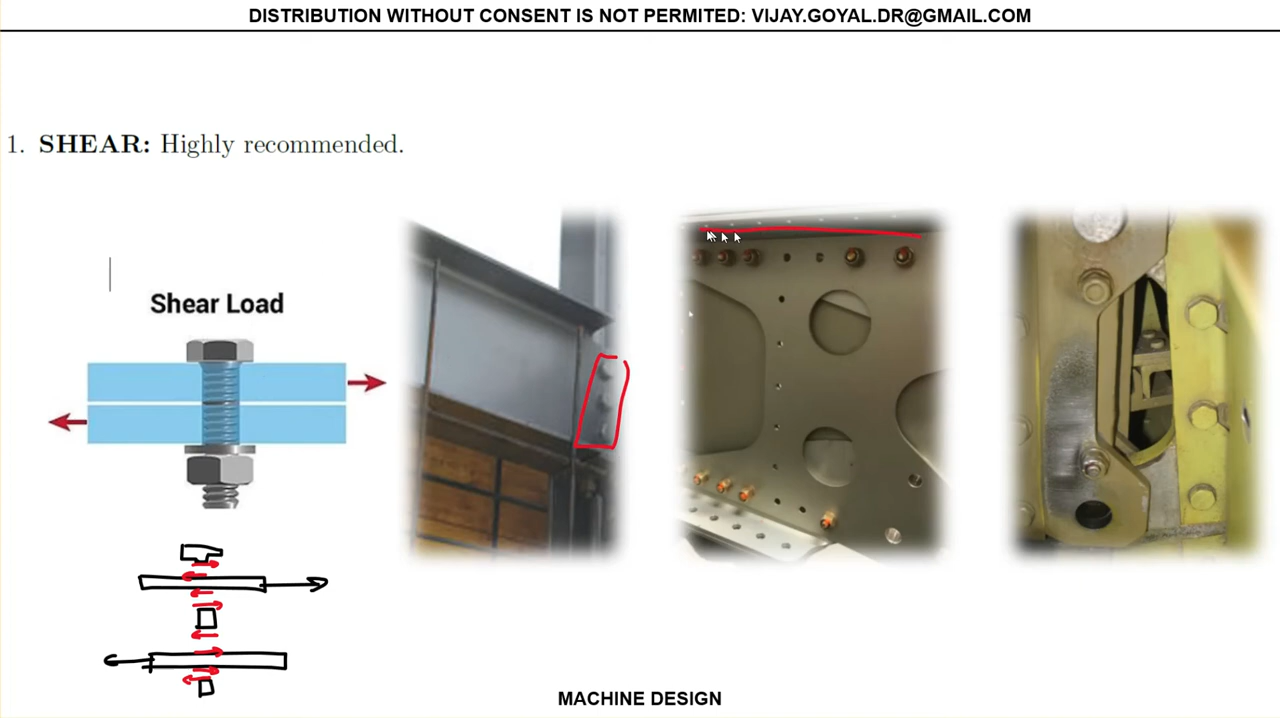 DISTRIBUTION WITHOUT CONSENT IS NOT PERMITED: VIJAY.GOYAL.DR@GMAIL.COM
1. SHEAR: Highly recommended.
Shear Load
MACHINE DESIGN